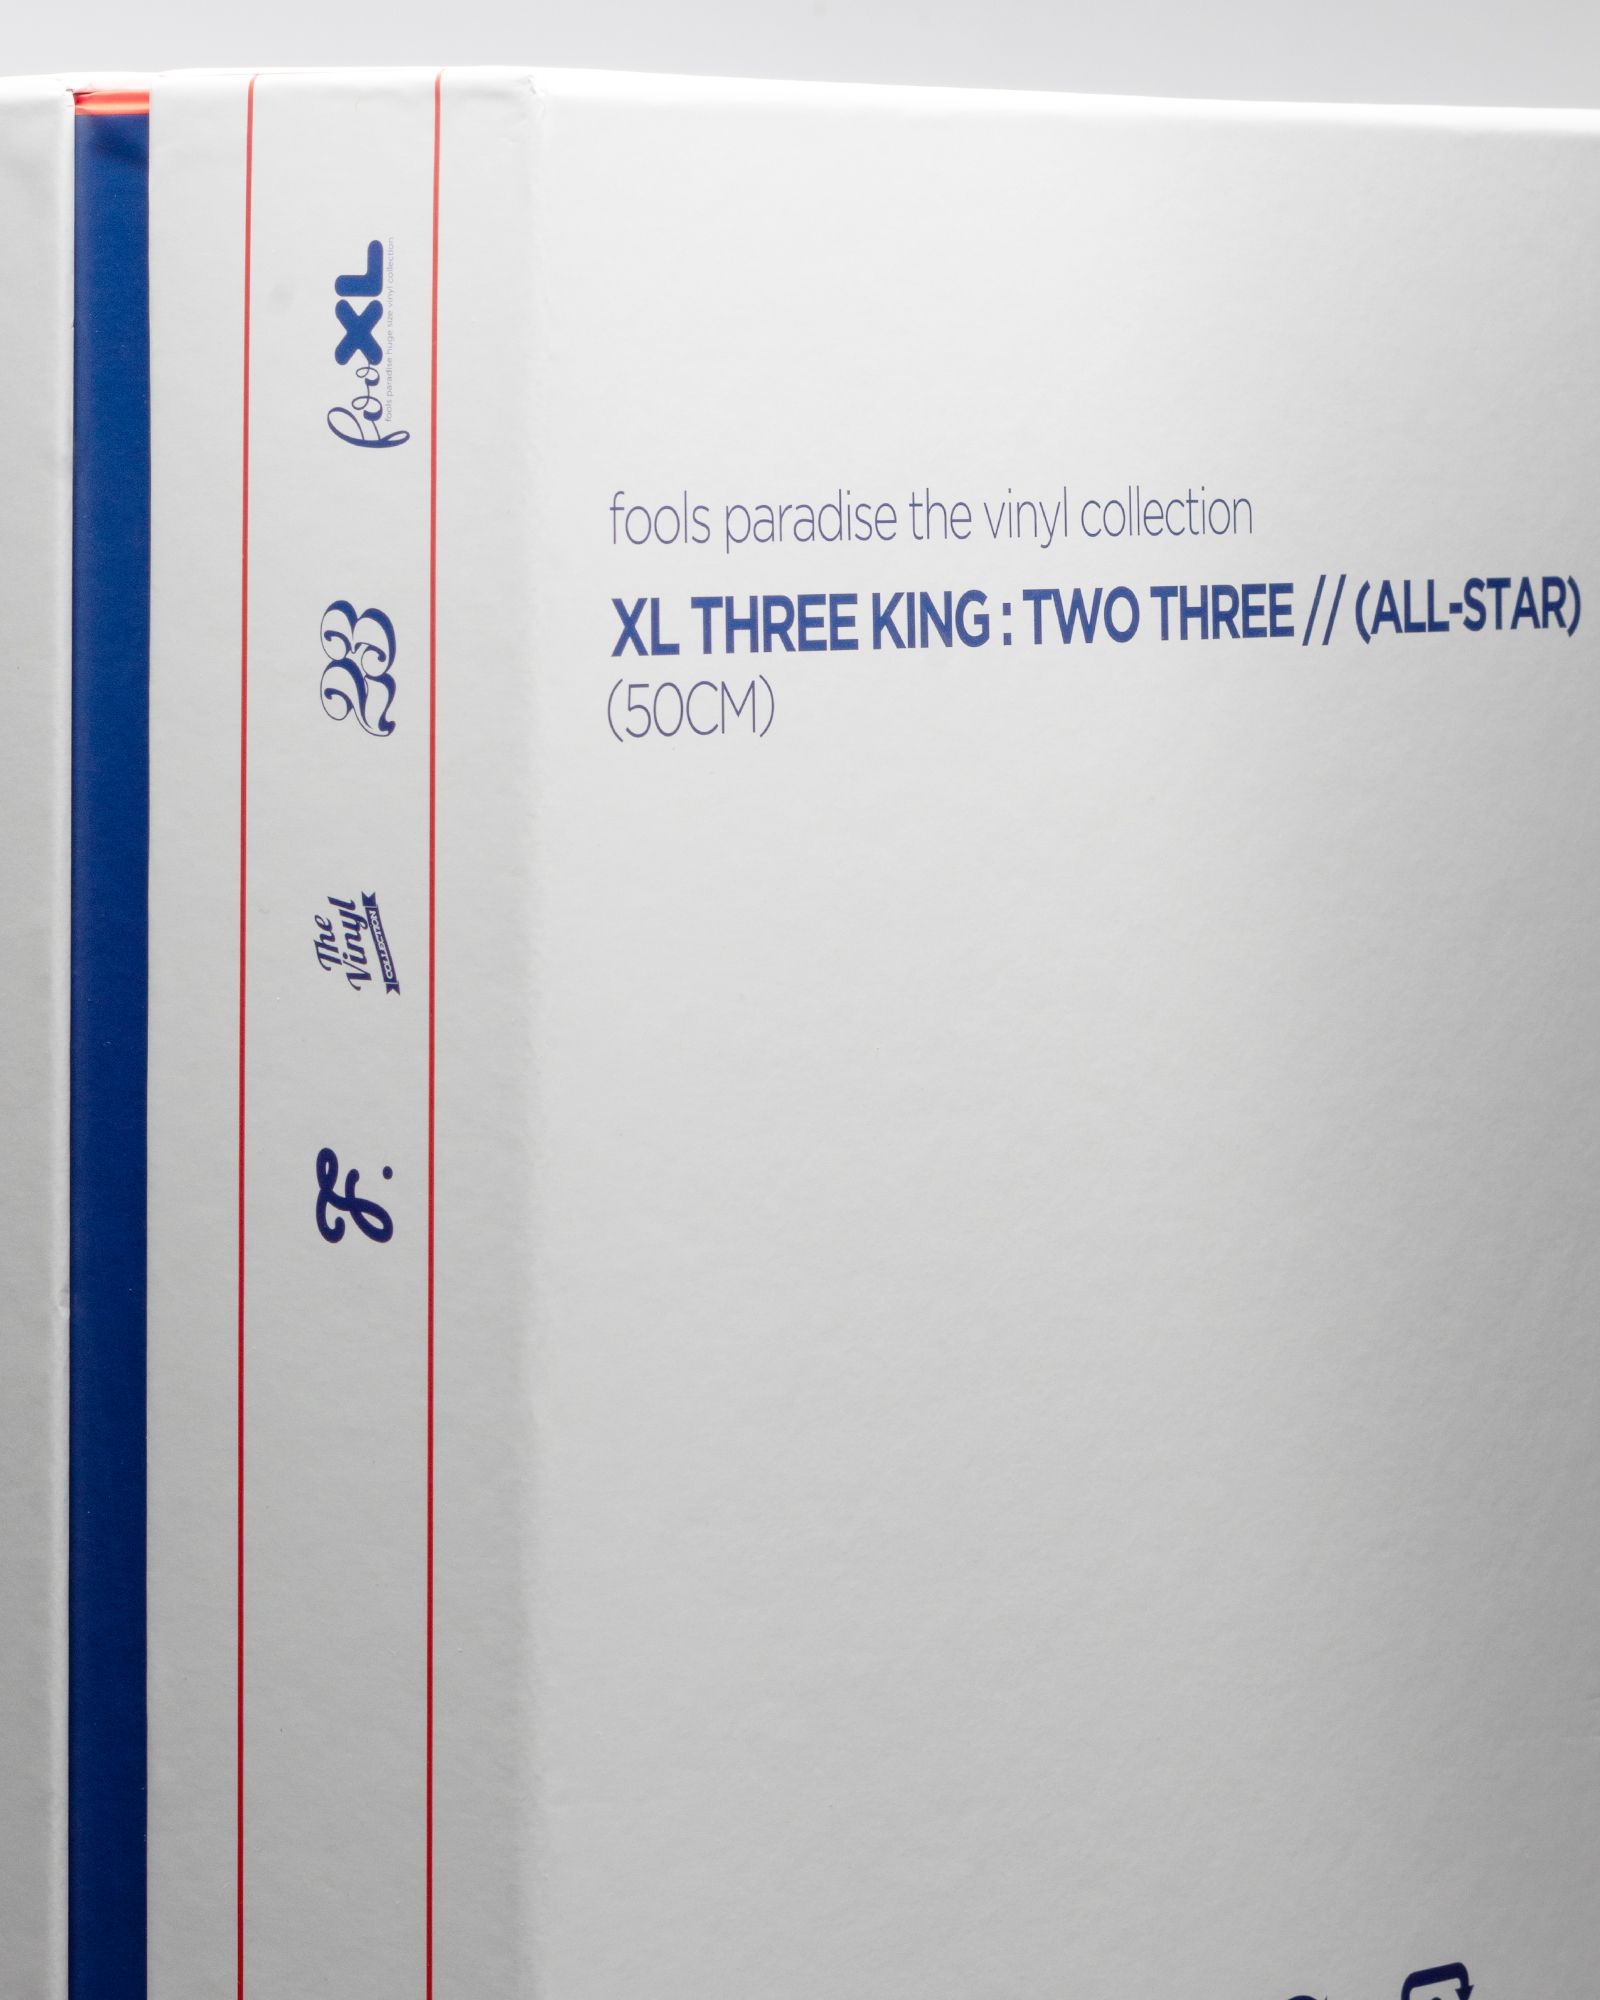 fooXL
fools paradise huge size vinyl collection
23
The
Vinyl
COLLECTION
F.
fools paradise the vinyl collection
XL THREE KING : TWO THREE // (ALL-STAR)
(50CM)